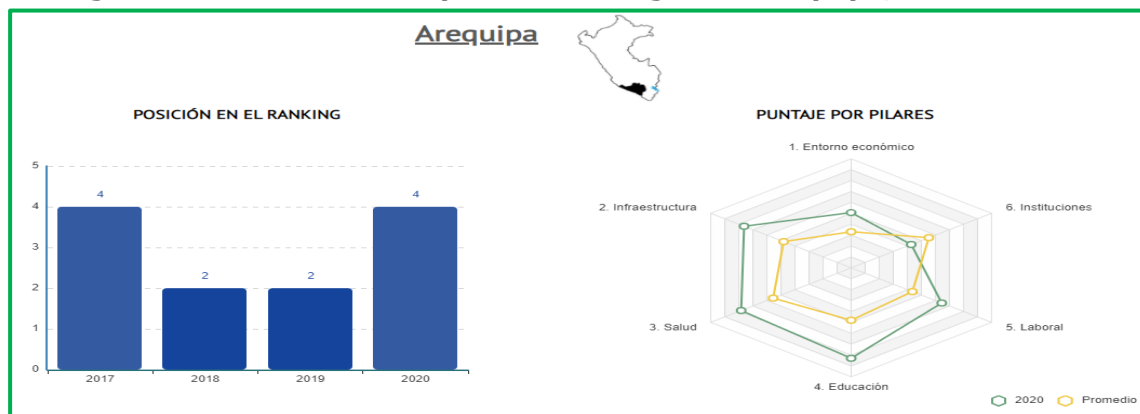 Arequipa
POSICIÓN EN EL RANKING
5
4
3
2
1
0
4
2
2
4
2017
2018
2019
2020
PUNTAJE POR PILARES
1. Entorno económico
2. Infraestructura
6. Instituciones
3. Salud
5. Laboral
4. Educación
2020
Promedio